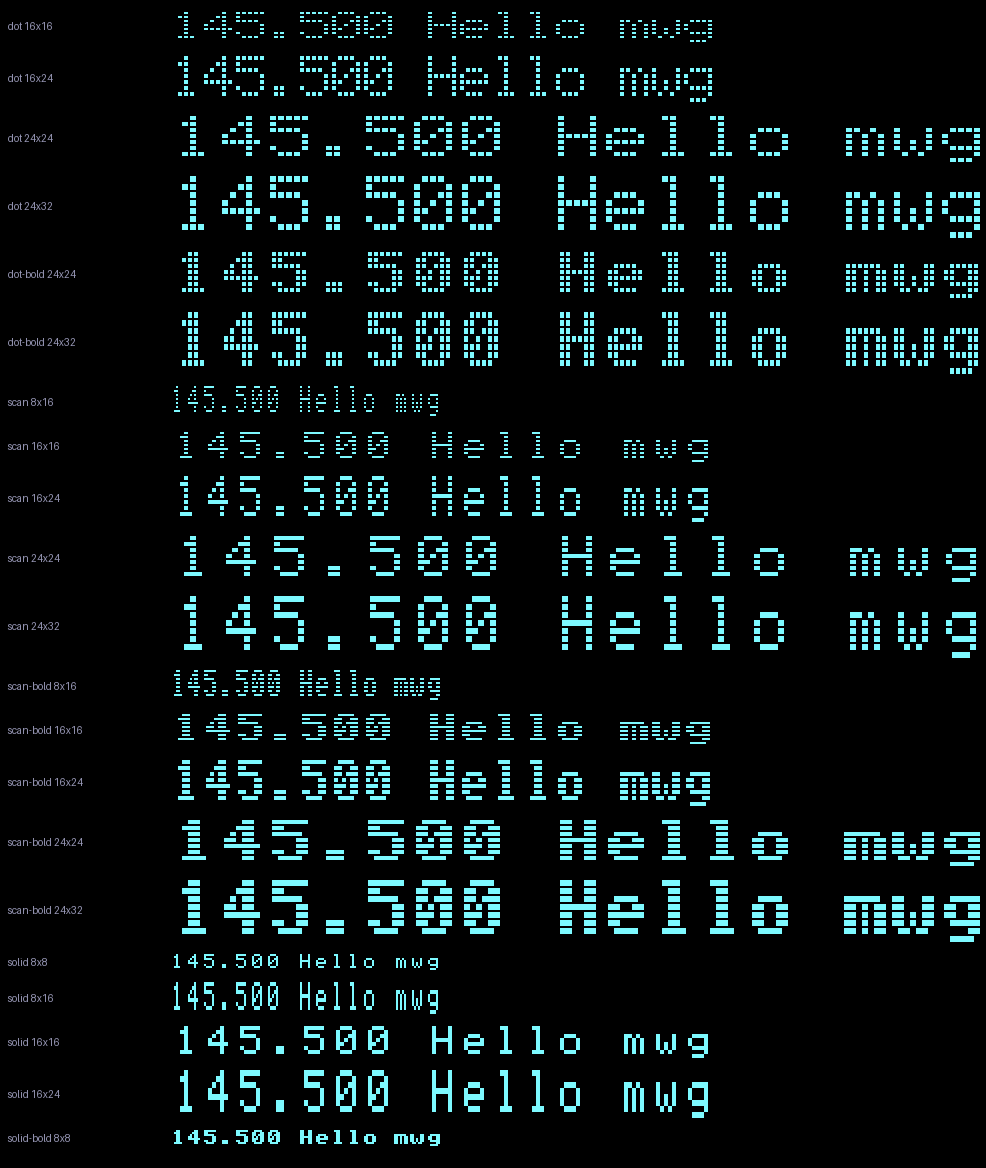 dot 16x16 145.500 Hello mwg
dot 16x24 145.500 Hello mwg
dot 24x24 145.500 Hello mwg
dot 24x32 145.500 Hello mwg
dot-bold 24x24 145.500 Hello mwg
dot-bold 24x32 145.500 Hello mwg
scan 8x16 145.500 Hello mwg
scan 16x16 145.500 Hello mwg
scan 16x24 145.500 Hello mwg
scan 24x24 145.500 Hello mwg
scan 24x32 145.500 Hello mwg
scan-bold 8x16 145.500 Hello mwg
scan-bold 16x16 145.500 Hello mwg
scan-bold 16x24 145.500 Hello mwg
scan-bold 24x24 145.500 Hello mwg
scan-bold 24x32 145.500 Hello mwg
solid 8x8 145.500 Hello mwg
solid 8x16 145.500 Hello mwg
solid 16x16 145.500 Hello mwg
solid 16x24 145.500 Hello mwg
solid-bold 8x8 145.500 Hello mwg